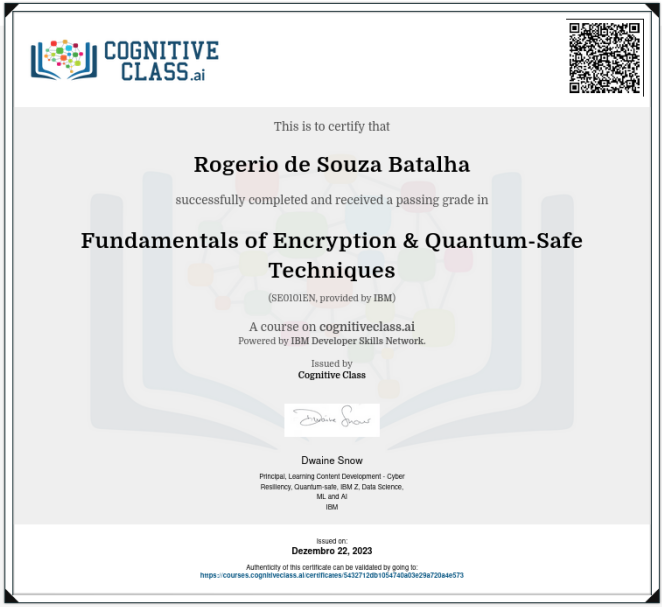 COGNITIVE
CLASS.ai
This is to certify that
Rogerio de Souza Batalha
successfully completed and received a passing grade in
Fundamentals of Encryption & Quantum-Safe
Techniques
(SE0101EN, provided by IBM)
A course on cognitiveclass.ai
Powered by IBM Developer Skills Network.
Issued by
Cognitive Class
Dwaine Snow
Dwaine Snow
Principal, Learning Content Development - Cyber
Resiliency, Quantum-safe, IBM Z, Data Science,
ML and AI
IBM
Issued on:
Dezembro 22, 2023
Authenticity of this certificate can be validated by going to:
https://courses.cognitiveclass.ai/certificates/5432712db1054740a03e29a720a4e573